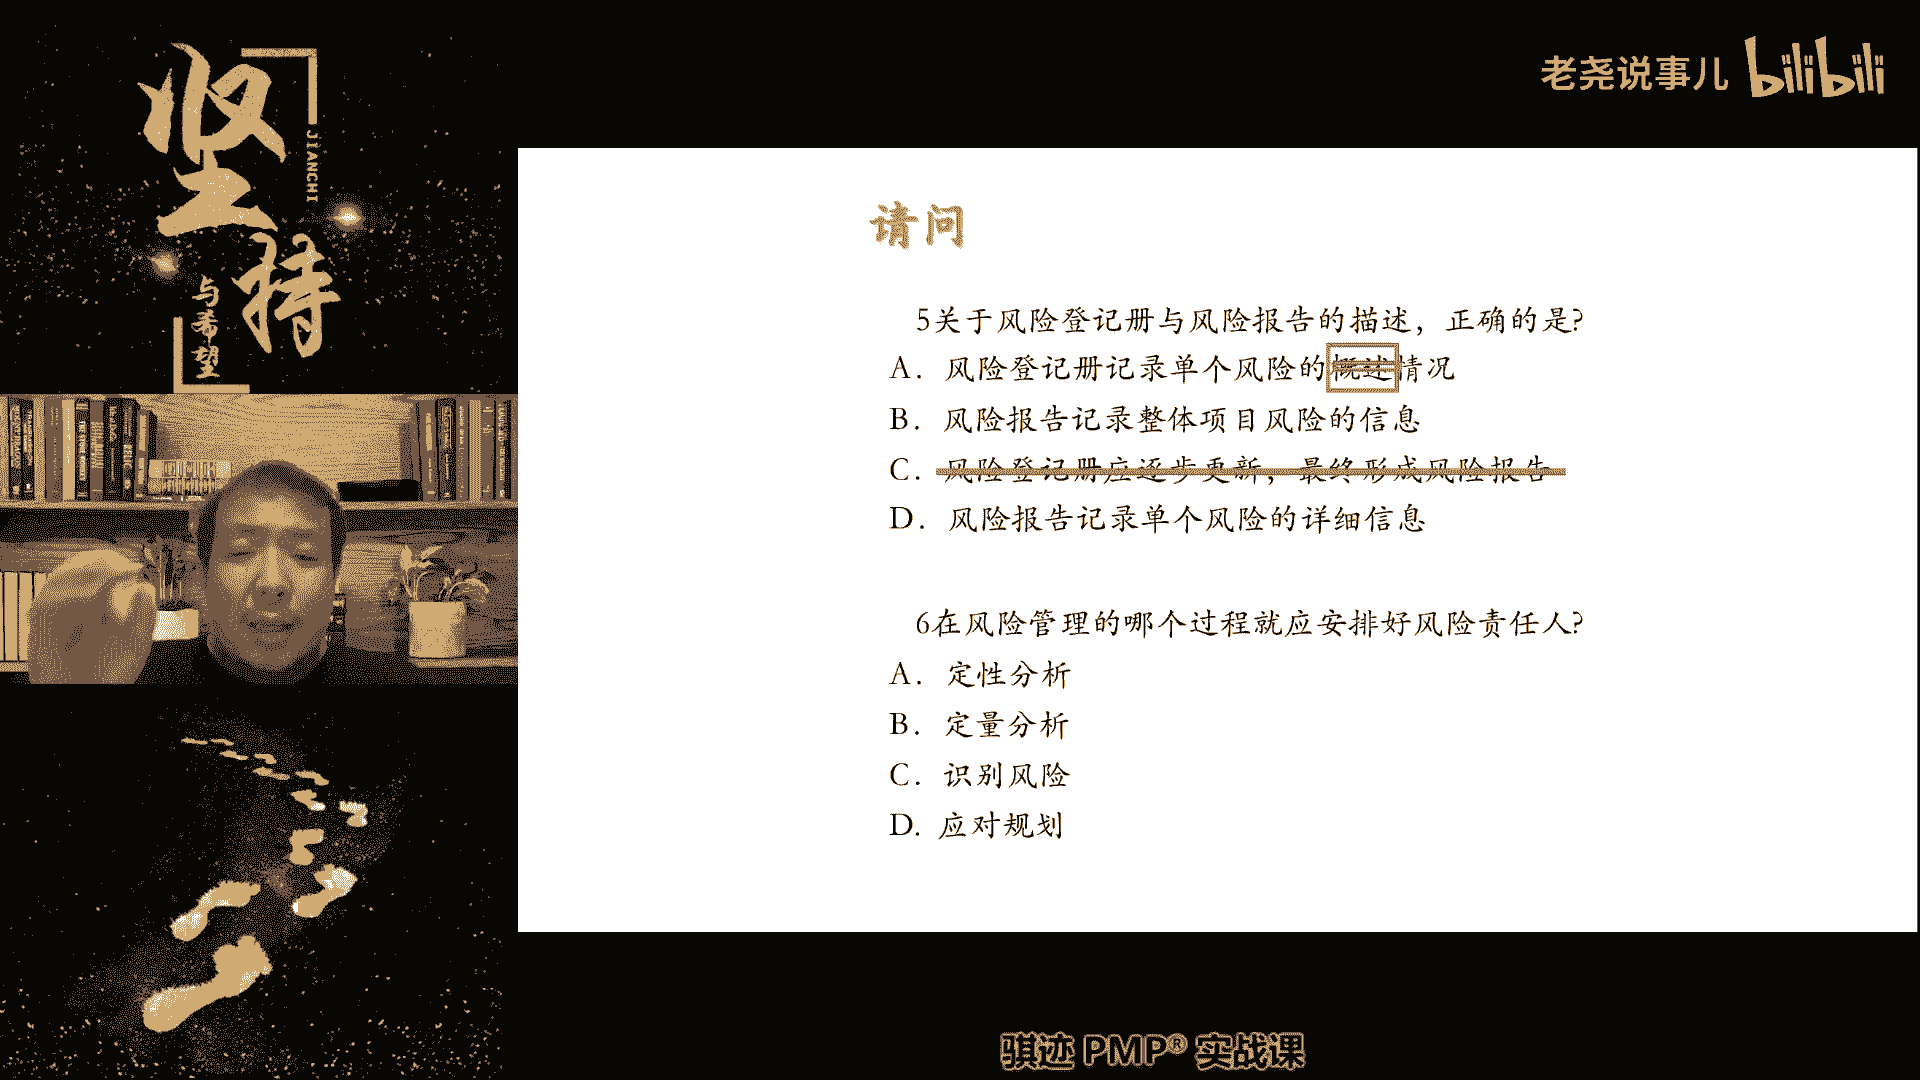 坚持
JIANCHI
与希望
老尧说事儿 bilibili
请问
5关于风险登记册与风险报告的描述，正确的是?
A. 风险登记册记录单个风险的概述情况
B. 风险报告记录整体项目风险的信息
C. 风险登记册应逐步更新，最终形成风险报告
D. 风险报告记录单个风险的详细信息
6在风险管理的哪个过程就应安排好风险责任人?
A. 定性分析
B. 定量分析
C. 识别风险
D. 应对规划
骐迹 PMP® 实战课